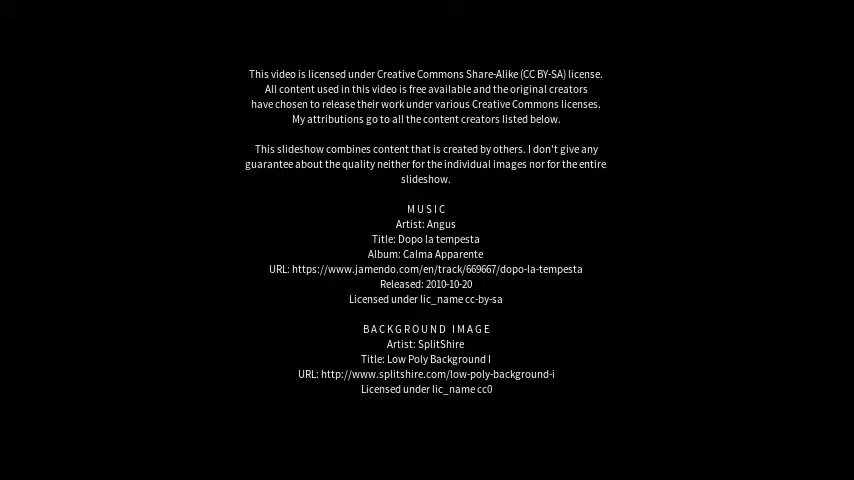 This video is licensed under Creative Commons Share-Alike (CC BY-SA) license.
All content used in this video is free available and the original creators
have chosen to release their work under various Creative Commons licenses.
My attributions go to all the content creators listed below.
This slideshow combines content that is created by others. I don't give any
guarantee about the quality neither for the individual images nor for the entire
slideshow.
MUSIC
Artist: Angus
Title: Dopo la tempesta
Album: Calma Apparente
URL: https://www.jamendo.com/en/track/669667/dopo-la-tempesta
Released: 2010-10-20
Licensed under lic_name cc-by-sa
BACKGROUND IMAGE
Artist: SplitShire
Title: Low Poly Background I
URL: http://www.splitshire.com/low-poly-background-i
Licensed under lic_name cc0